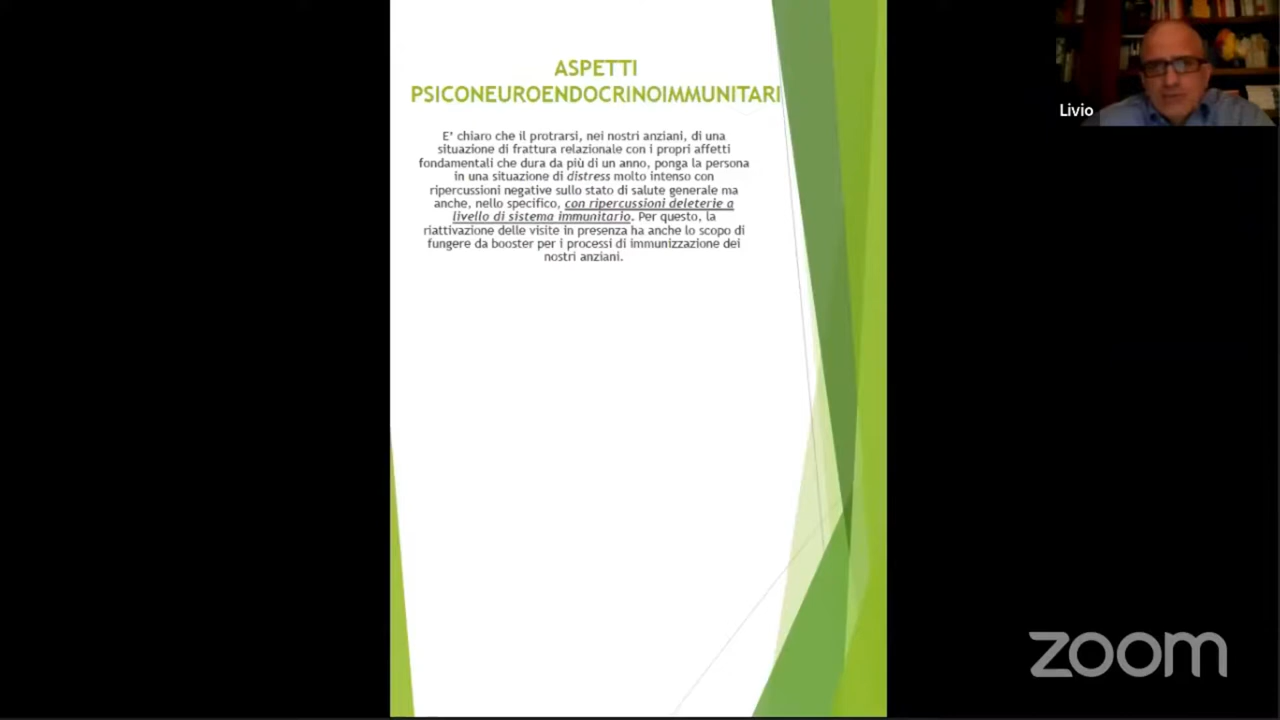 ASPETTI
PSICONEUROENDOCRINOIMMUNITARI
E' chiaro che il protrarsi, nei nostri anziani, di una
situazione di frattura relazionale con i propri affetti
fondamentali che dura da più di un anno, ponga la persona
in una situazione di distress molto intenso con
ripercussioni negative sullo stato di salute generale ma
anche, nello specifico, con ripercussioni deleterie a
livello di sistema immunitario. Per questo, la
riattivazione delle visite in presenza ha anche lo scopo di
fungere da booster per i processi di immunizzazione dei
nostri anziani.
Livio
zoom